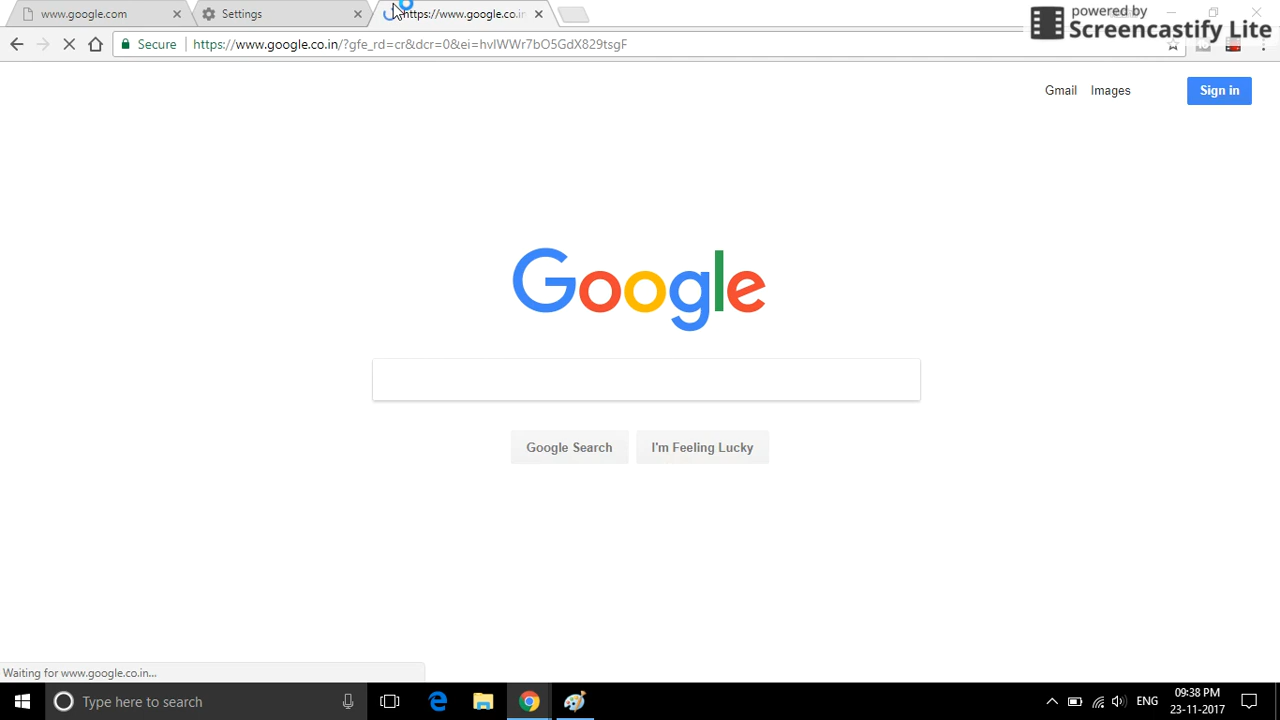 www.google.com
Settings
https://www.google.co.in
powered by
Screencastify Lite
Secure
https://www.google.co.in/?gfe_rd=cr&dcr=0&ei=hvIWWr7bO5GdX829tsgF
Gmail
Images
Sign in
Google
Google Search
I'm Feeling Lucky
Waiting for www.google.co.in...
Type here to search
ENG
09:38 PM
23-11-2017